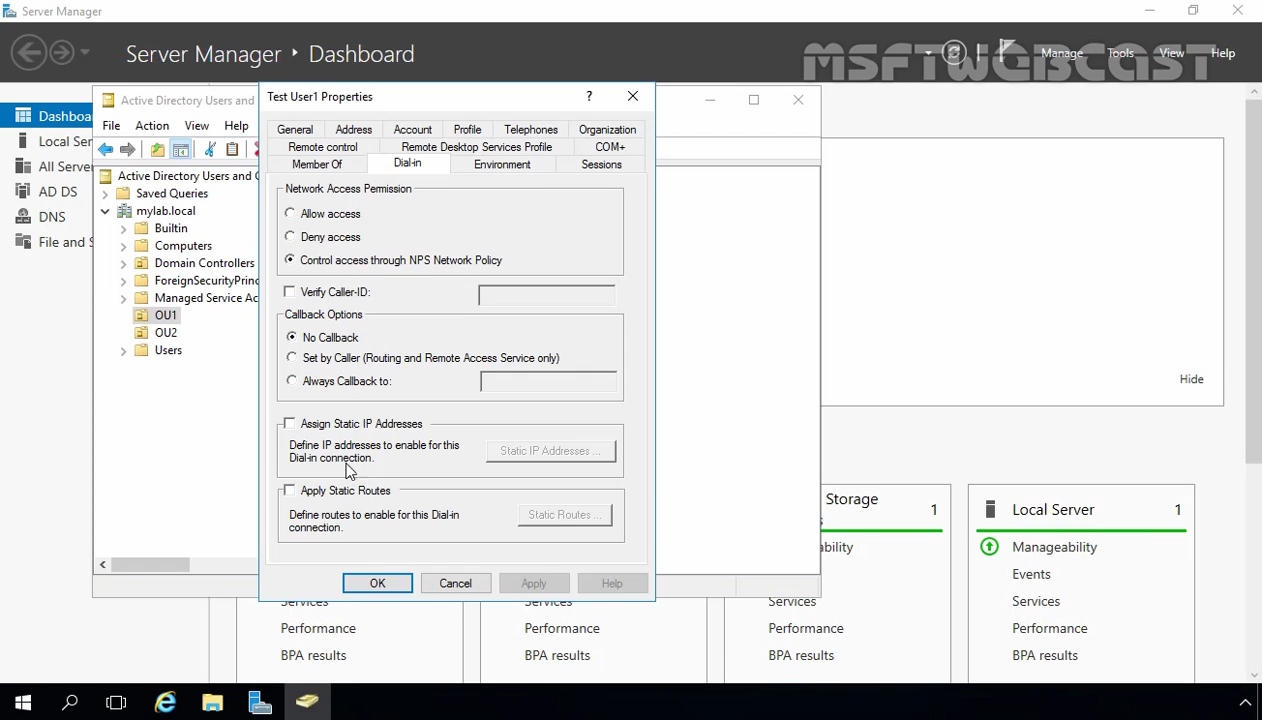 Server Manager
Server Manager ‣ Dashboard
Manage Tools View Help
MSFTWEBCAST
Dashboa
Local Ser
All Server
AD DS
DNS
File and S
Active Directory Users and
File Action View Help
Active Directory Users and C
Saved Queries
mylab.local
Builtin
Computers
Domain Controllers
ForeignSecurityPrinc
Managed Service Ac
OU1
OU2
Users
Test User1 Properties
General Address Account Profile Telephones Organization
Remote control Remote Desktop Services Profile COM+
Member Of Dial-in Environment Sessions
Network Access Permission
Allow access
Deny access
Control access through NPS Network Policy
Verify Caller-ID:
Callback Options
No Callback
Set by Caller (Routing and Remote Access Service only)
Always Callback to:
Assign Static IP Addresses
Define IP addresses to enable for this
Dial-in connection.
Static IP Addresses ...
Apply Static Routes
Define routes to enable for this Dial-in
connection.
Static Routes ...
OK Cancel Apply Help
Hide
Storage 1
ability
Services
Performance
BPA results
Services
Performance
BPA results
Services
Performance
BPA results
Local Server 1
Manageability
Events
Services
Performance
BPA results